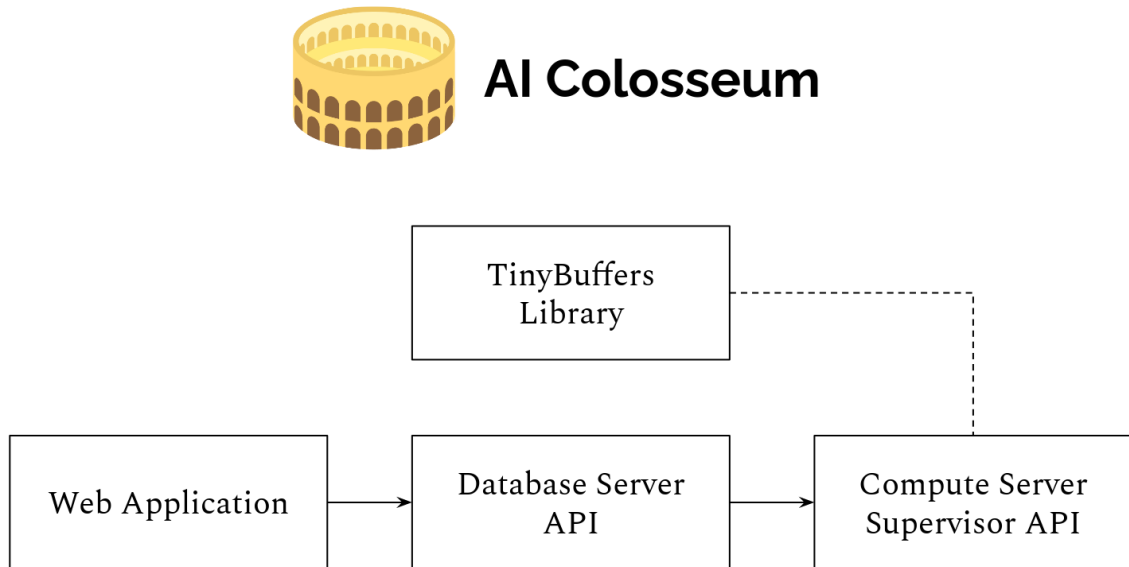 AI Colosseum
TinyBuffers
Library
Web Application
Database Server
API
Compute Server
Supervisor API